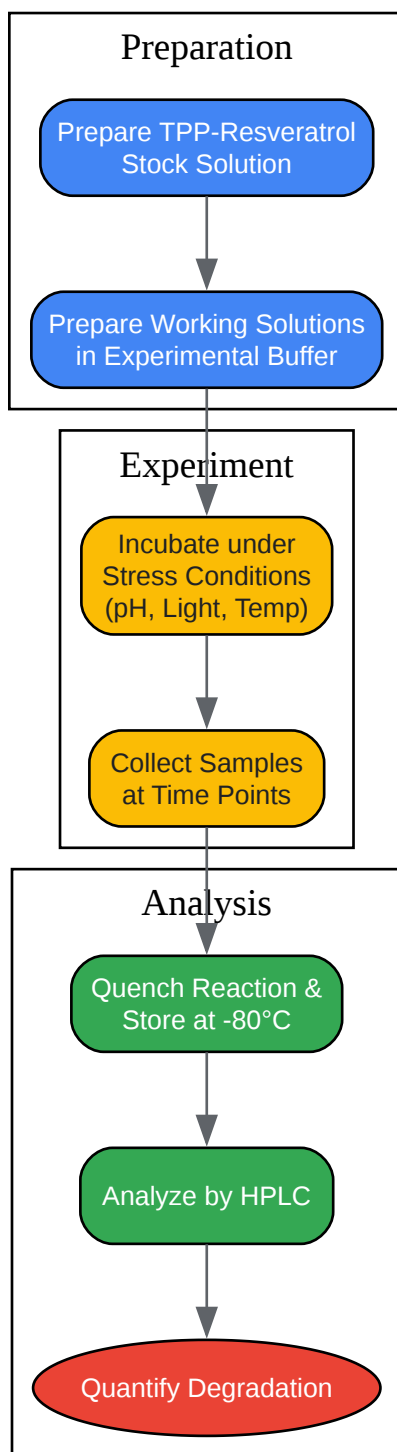 Preparation
Prepare TPP-Resveratrol
Stock Solution
Prepare Working Solutions
in Experimental Buffer
Experiment
Incubate under
Stress Conditions
(pH, Light, Temp)
Collect Samples
at Time Points
Analysis
Quench Reaction &
Store at -80°C
Analyze by HPLC
Quantify Degradation